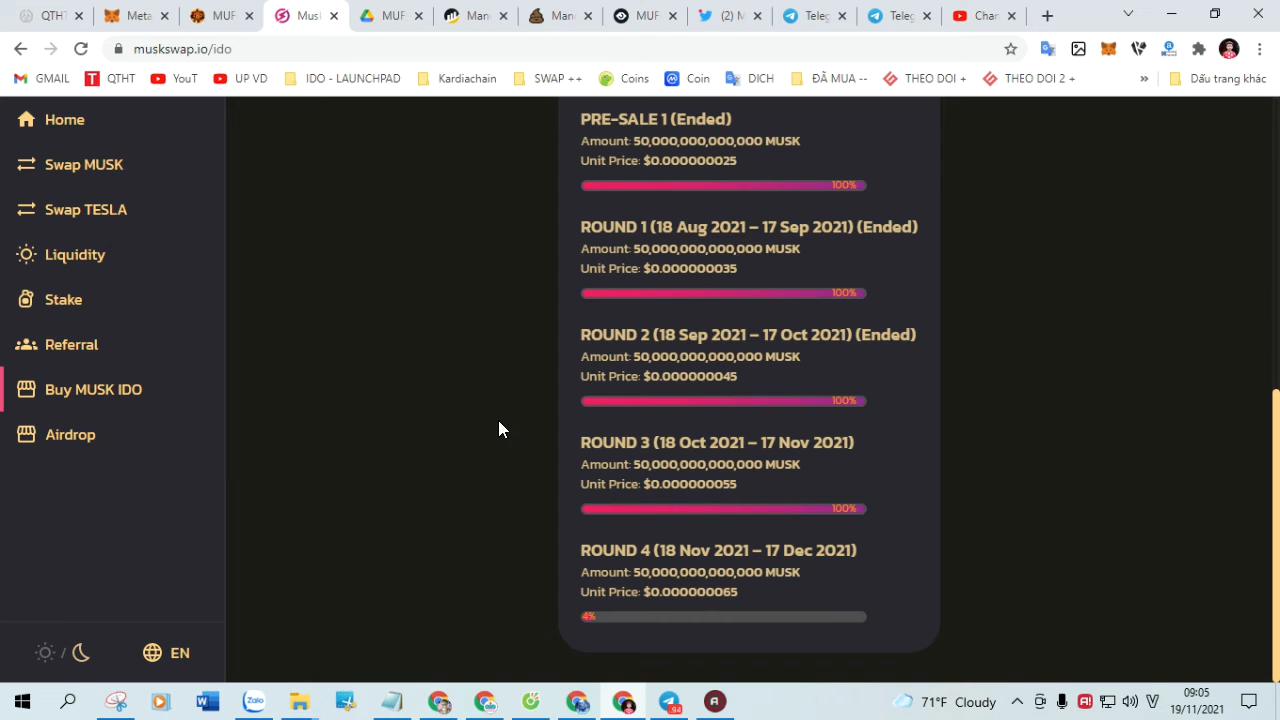 QTHT
Meta
MUF
Musk
MUF
Man
Man
MUF
(2) M
Teleg
Teleg
Chan
muskswap.io/ido
GMAIL
QTHT
YouT
UP VD
IDO - LAUNCHPAD
Kardiachain
SWAP ++
Coins
Coin
DICH
ĐÃ MUA --
THEO DOI +
THEO DOI 2 +
»
Dấu trang khác
Home
Swap MUSK
Swap TESLA
Liquidity
Stake
Referral
Buy MUSK IDO
Airdrop
/
EN
PRE-SALE 1 (Ended)
Amount: 50,000,000,000,000 MUSK
Unit Price: $0.000000025
100%
ROUND 1 (18 Aug 2021 – 17 Sep 2021) (Ended)
Amount: 50,000,000,000,000 MUSK
Unit Price: $0.000000035
100%
ROUND 2 (18 Sep 2021 – 17 Oct 2021) (Ended)
Amount: 50,000,000,000,000 MUSK
Unit Price: $0.000000045
100%
ROUND 3 (18 Oct 2021 – 17 Nov 2021)
Amount: 50,000,000,000,000 MUSK
Unit Price: $0.000000055
100%
ROUND 4 (18 Nov 2021 – 17 Dec 2021)
Amount: 50,000,000,000,000 MUSK
Unit Price: $0.000000065
4%
Zalo
94
71°F Cloudy
09:05
19/11/2021